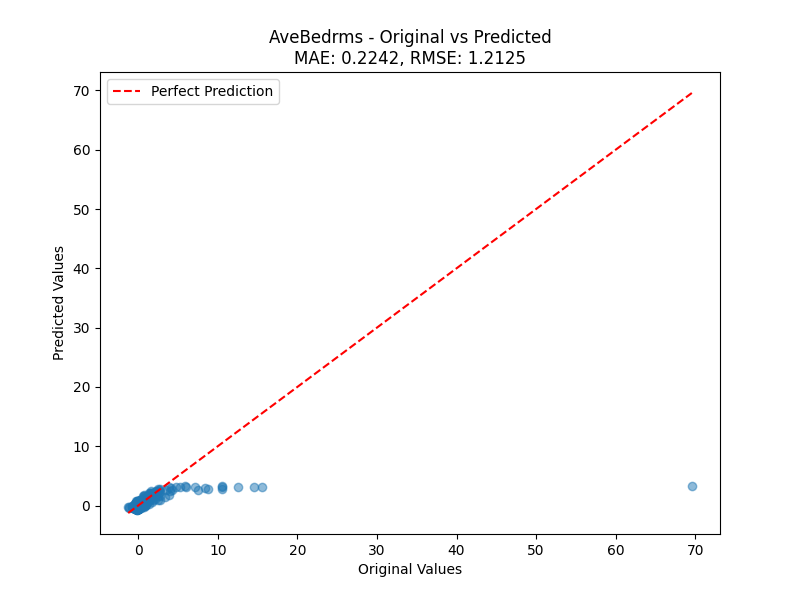 AveBedrms - Original vs Predicted
MAE: 0.2242, RMSE: 1.2125
Perfect Prediction
Predicted Values
70
60
50
40
30
20
10
0
0 10 20 30 40 50 60 70
Original Values